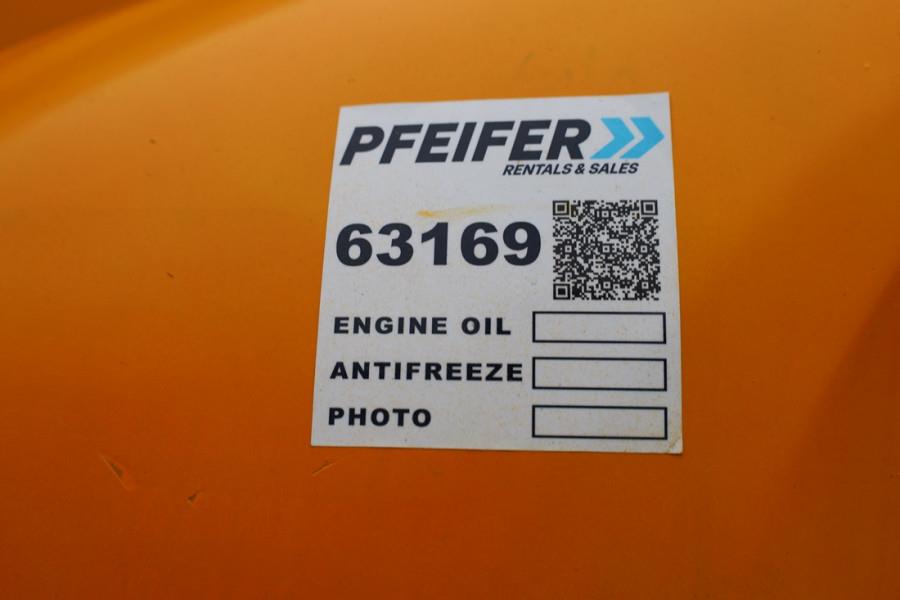 PFEIFER
RENTALS & SALES
63169
ENGINE OIL
ANTIFREEZE
PHOTO